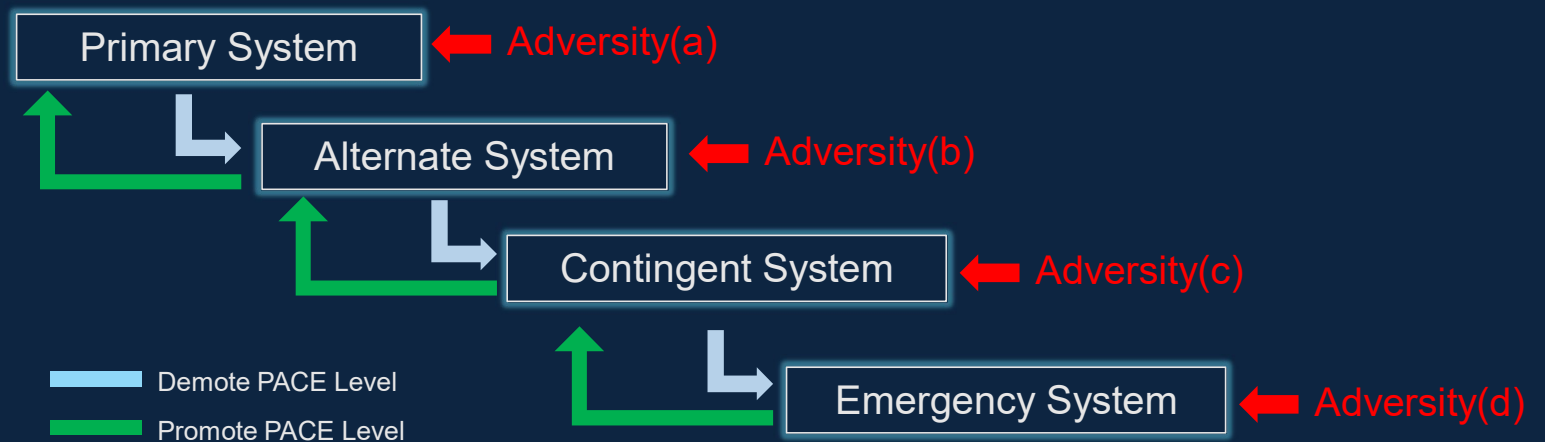 Primary System
Adversity(a)
Alternate System
Adversity(b)
Contingent System
Adversity(c)
Demote PACE Level
Emergency System
Adversity(d)
Promote PACE Level